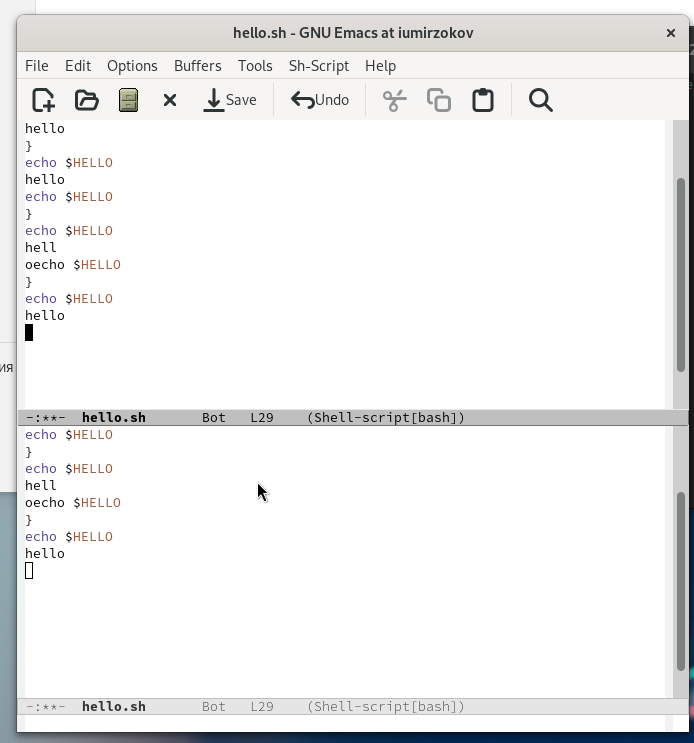 hello.sh - GNU Emacs at iumirzokov
File Edit Options Buffers Tools Sh-Script Help
Save Undo
hello
}
echo $HELLO
hello
echo $HELLO
}
echo $HELLO
hell
oecho $HELLO
}
echo $HELLO
hello
ия
-:**- hello.sh Bot L29 (Shell-script[bash])
echo $HELLO
}
echo $HELLO
hell
oecho $HELLO
}
echo $HELLO
hello
-:**- hello.sh Bot L29 (Shell-script[bash])